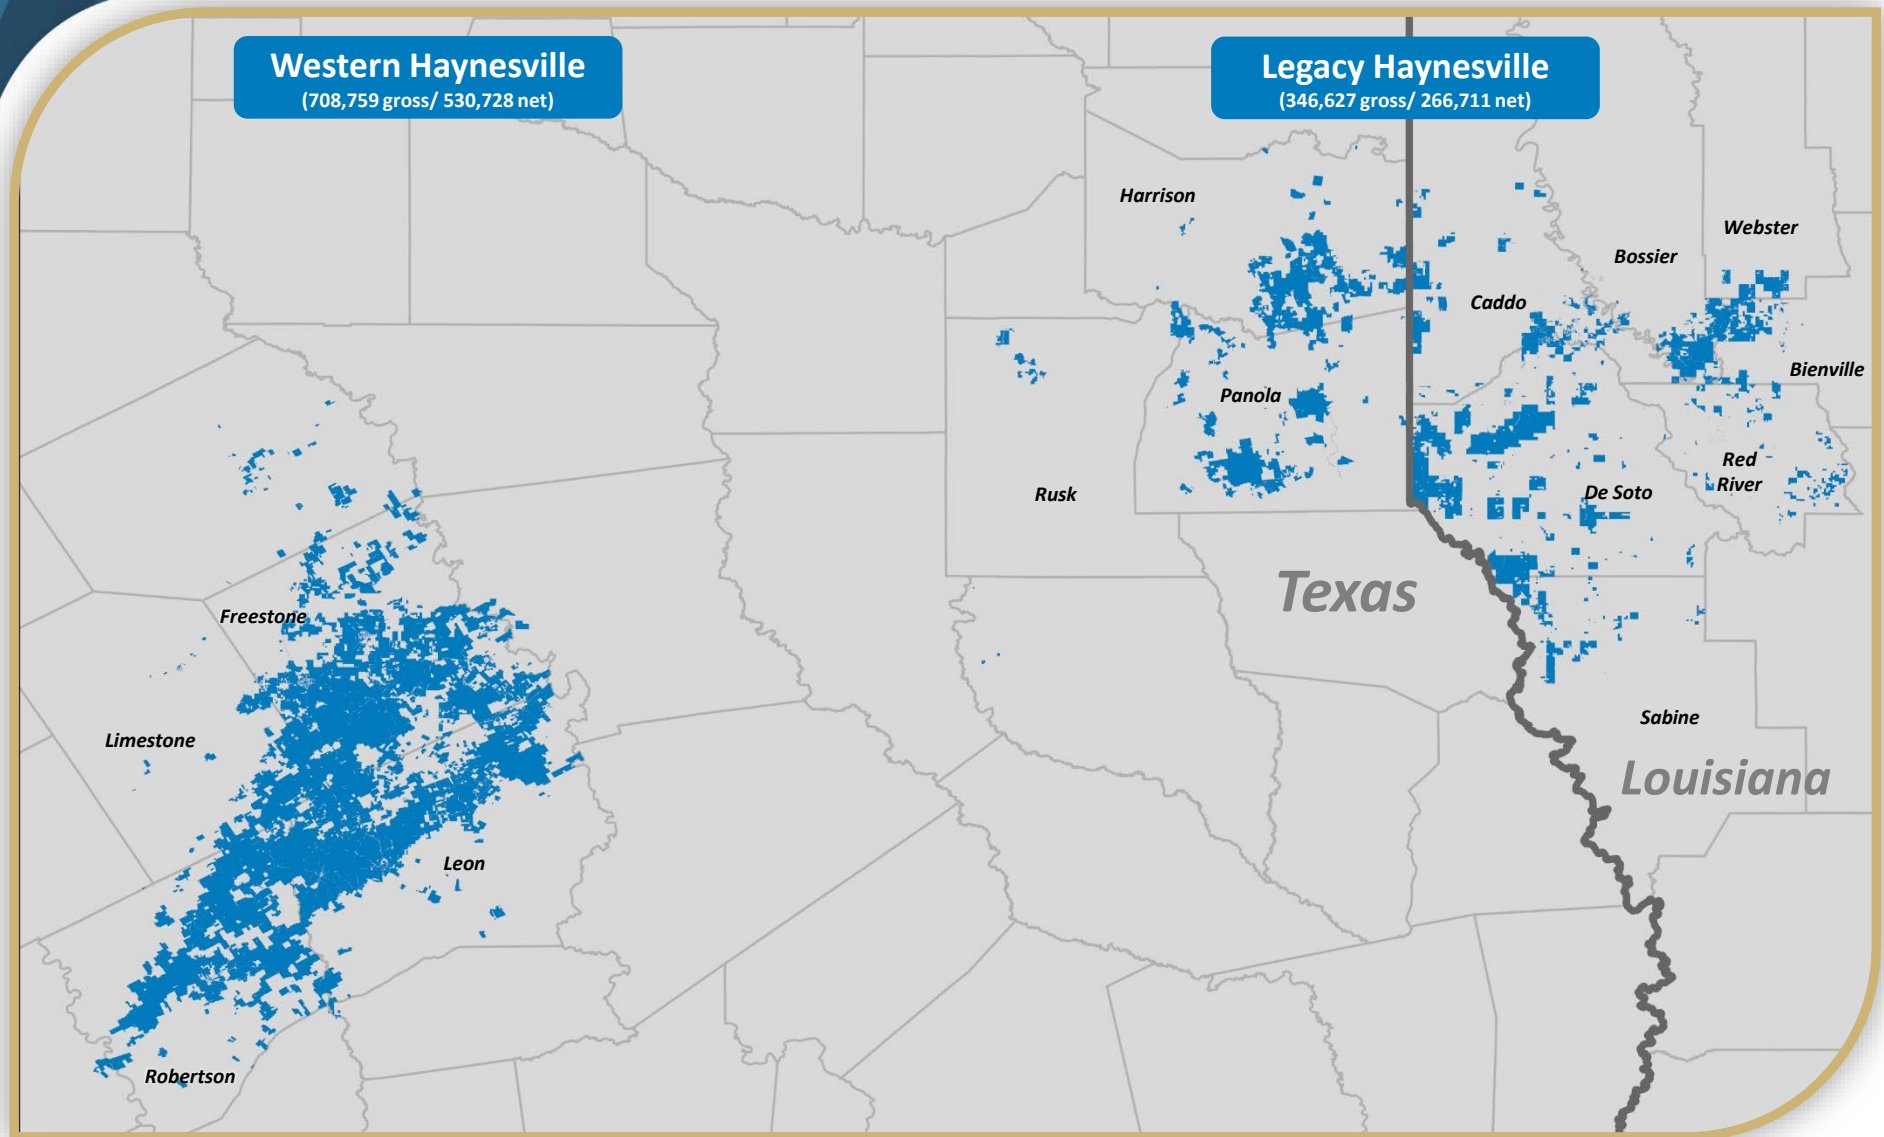 Western Haynesville
(708,759 gross/ 530,728 net)
Legacy Haynesville
(346,627 gross/ 266,711 net)
Harrison
Webster
Bossier
Caddo
Bienville
Panola
Red
River
Rusk
De Soto
Texas
Freestone
Sabine
Limestone
Louisiana
Leon
Robertson